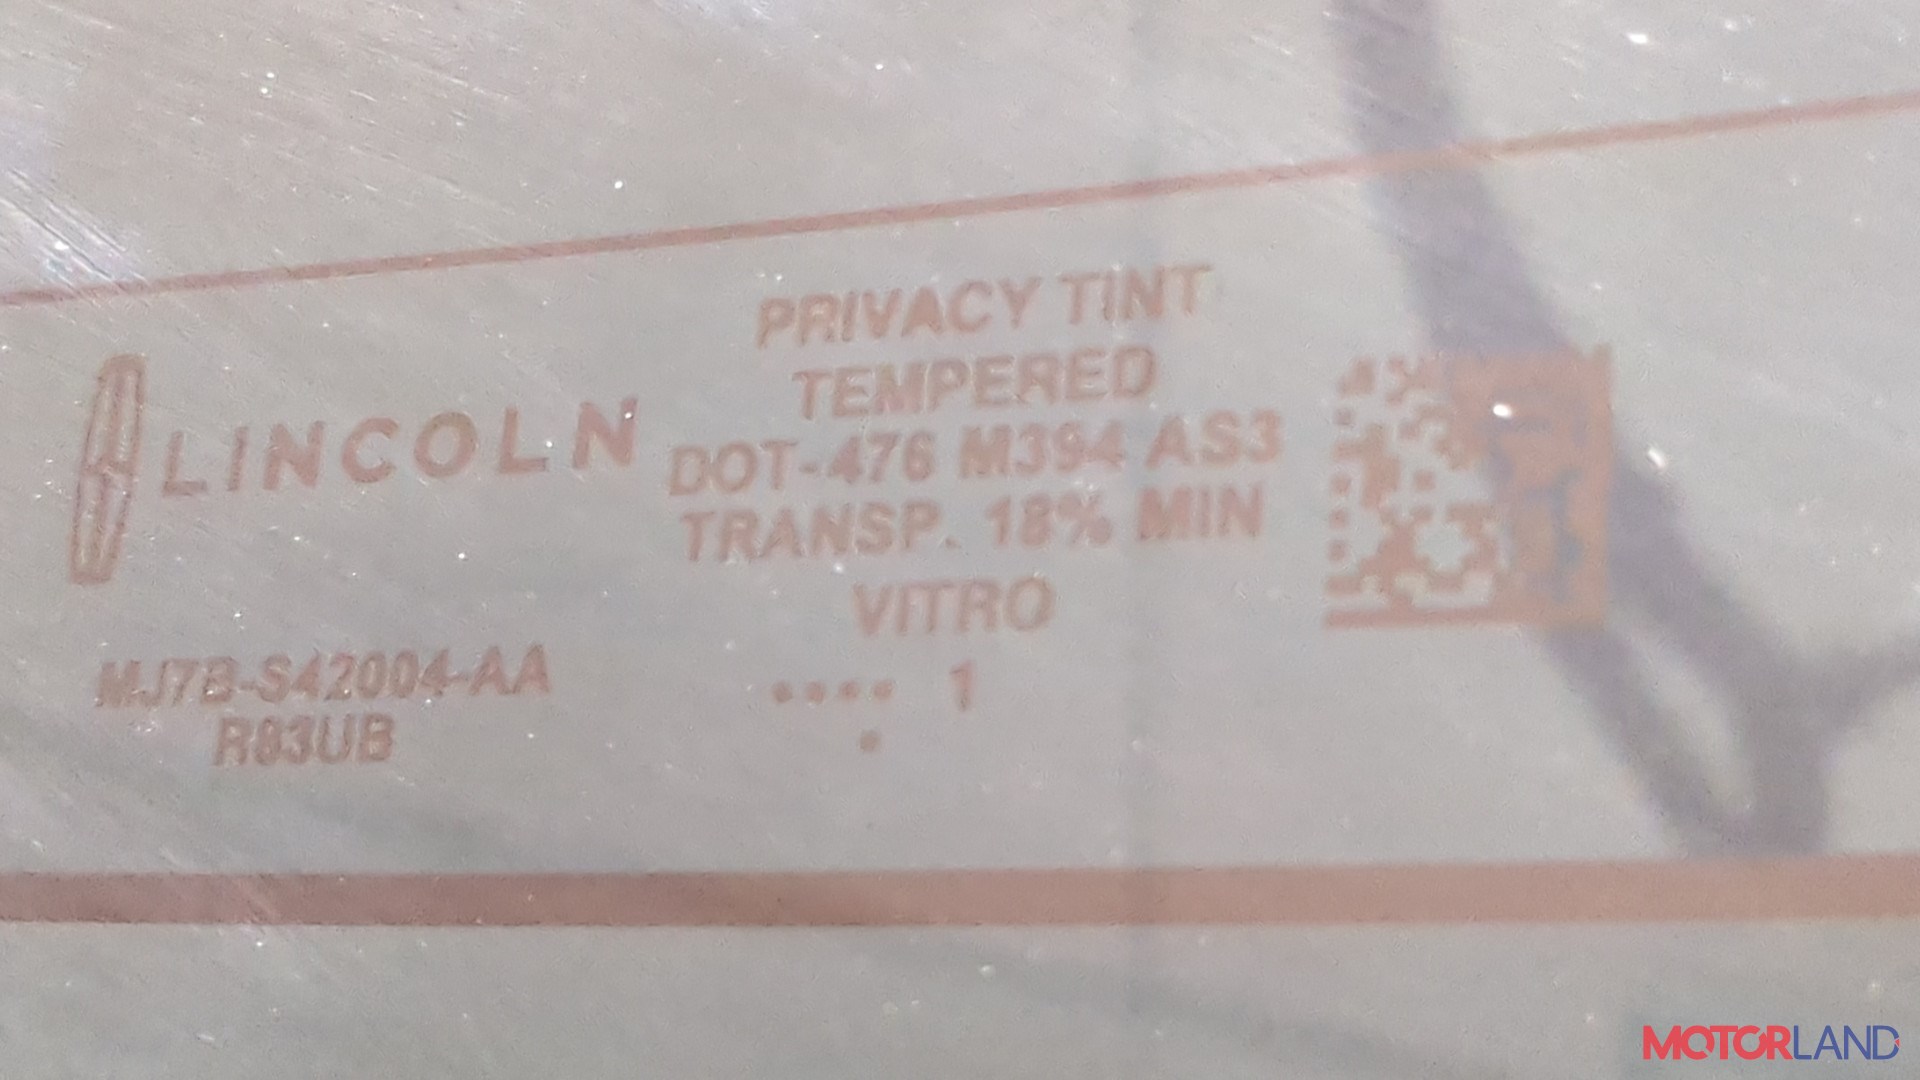 LINCOLN
PRIVACY TINT
TEMPERED
DOT-476 M394 AS3
TRANSP. 18% MIN
VITRO
MJ7B-S42004-AA
R83UB
•••• 1
•
MOTORLAND